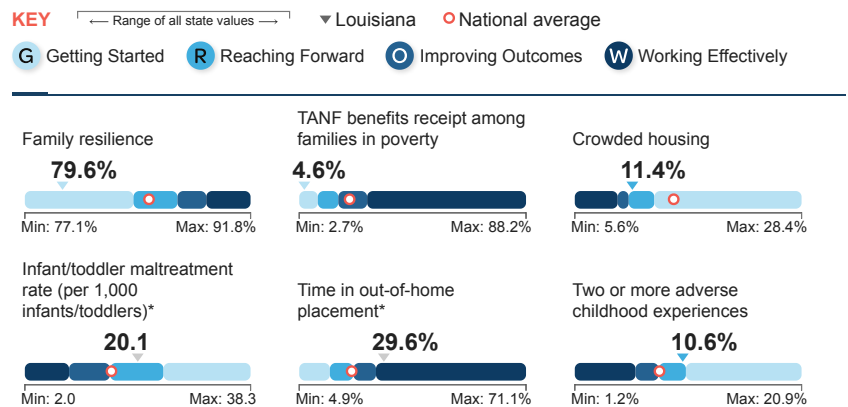 KEY
Range of all state values
Louisiana
National average
G Getting Started
R Reaching Forward
O Improving Outcomes
W Working Effectively
Family resilience
79.6%
Min: 77.1% Max: 91.8%
TANF benefits receipt among
families in poverty
4.6%
Min: 2.7% Max: 88.2%
Crowded housing
11.4%
Min: 5.6% Max: 28.4%
Infant/toddler maltreatment
rate (per 1,000
infants/toddlers)*
20.1
Min: 2.0 Max: 38.3
Time in out-of-home
placement*
29.6%
Min: 4.9% Max: 71.1%
Two or more adverse
childhood experiences
10.6%
Min: 1.2% Max: 20.9%